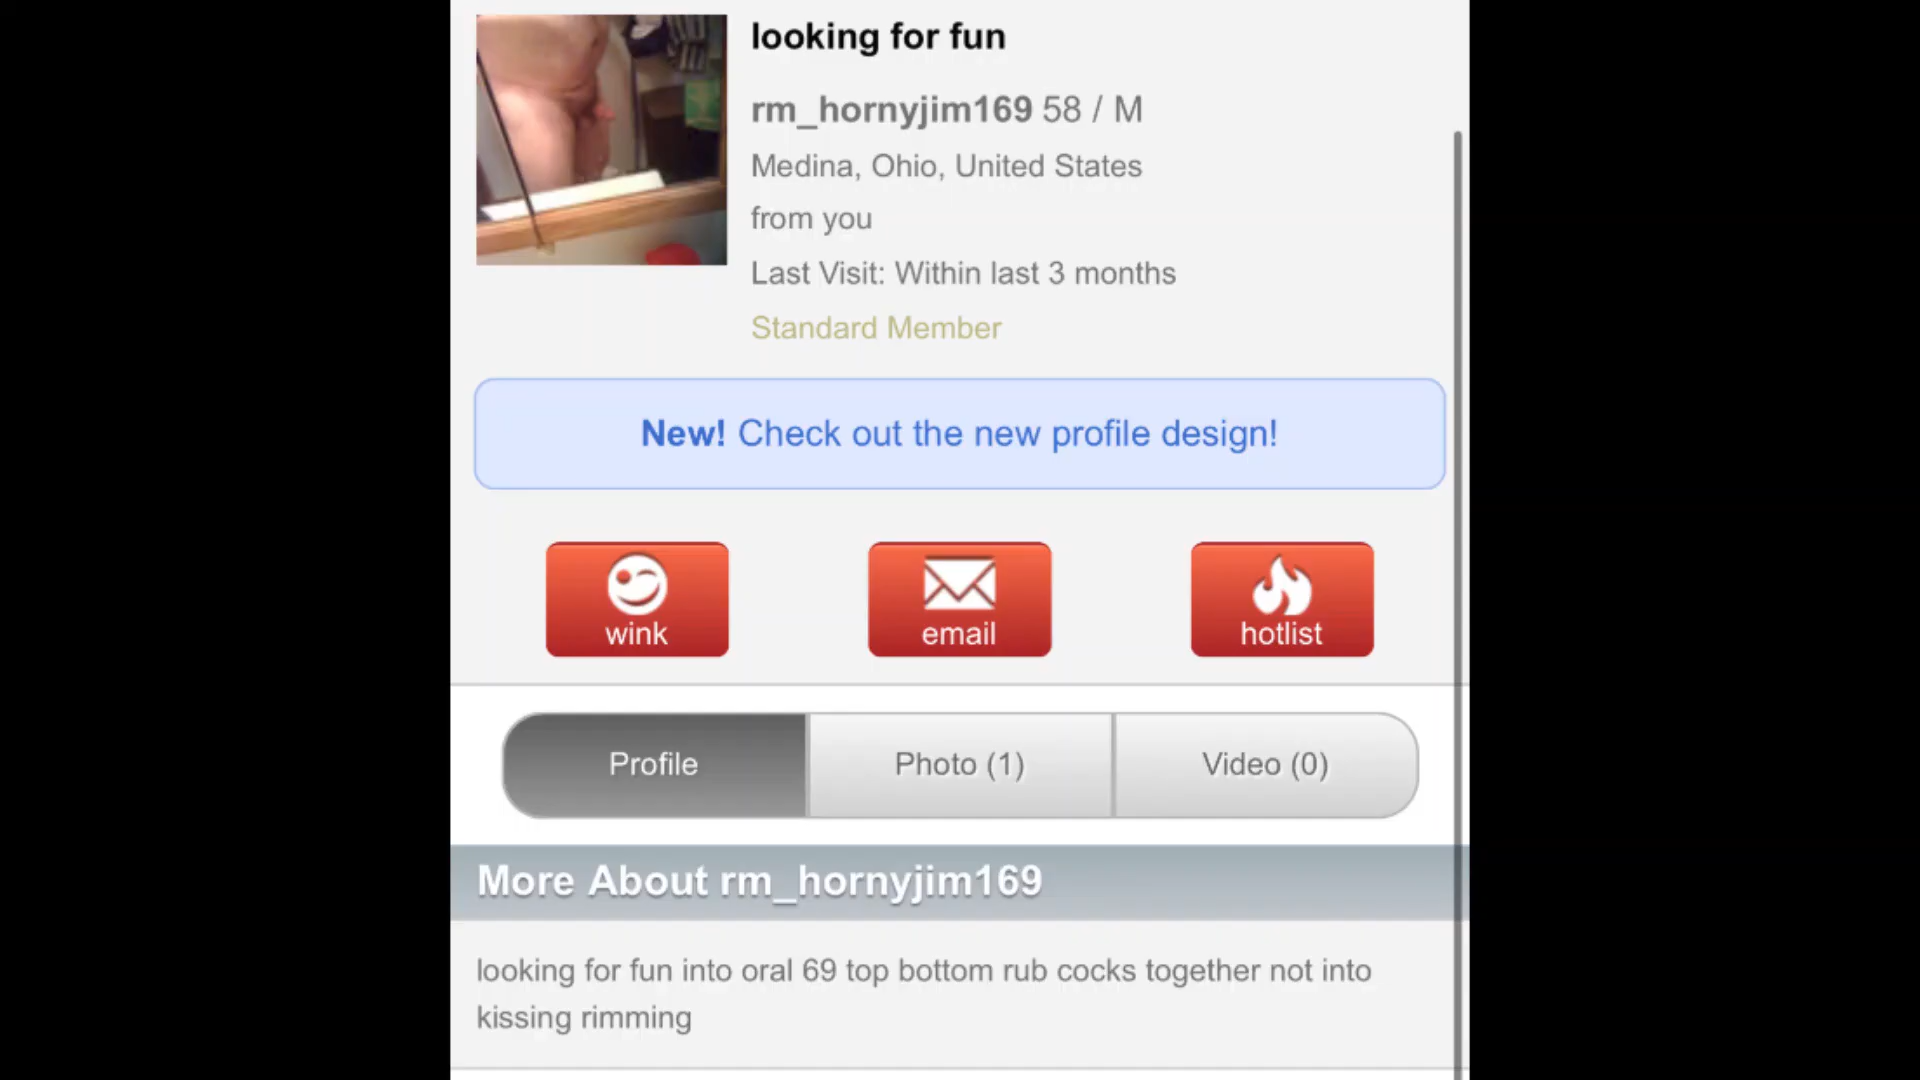 looking for fun
rm_hornyjim169 58 / M
Medina, Ohio, United States
from you
Last Visit: Within last 3 months
Standard Member
New! Check out the new profile design!
wink
email
hotlist
Profile
Photo (1)
Video (0)
More About rm_hornyjim169
looking for fun into oral 69 top bottom rub cocks together not into
kissing rimming